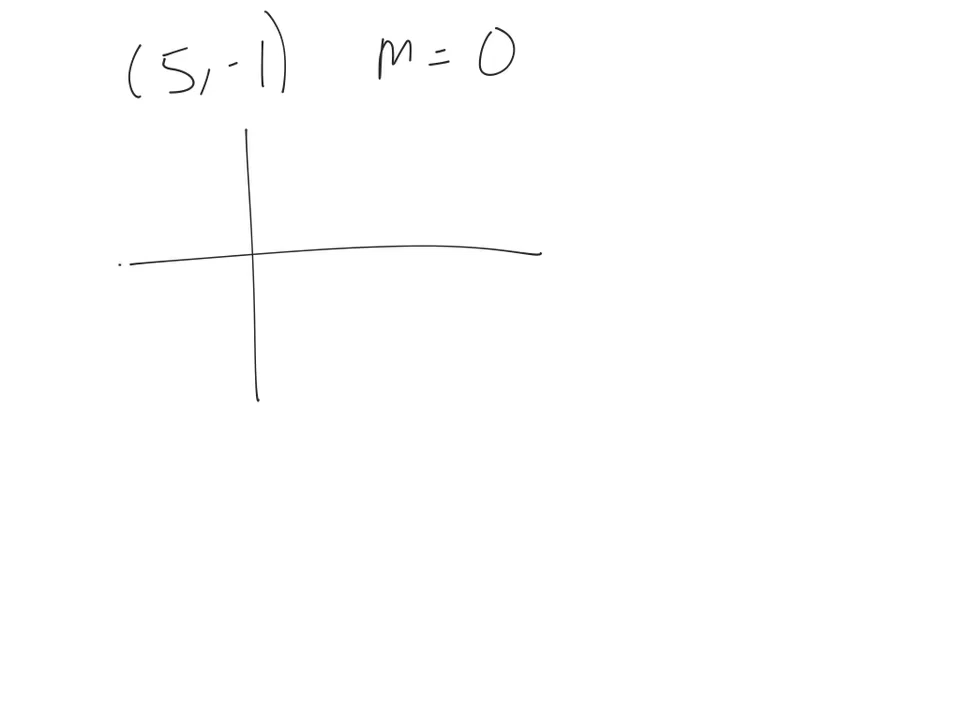 (5, -1) m = 0